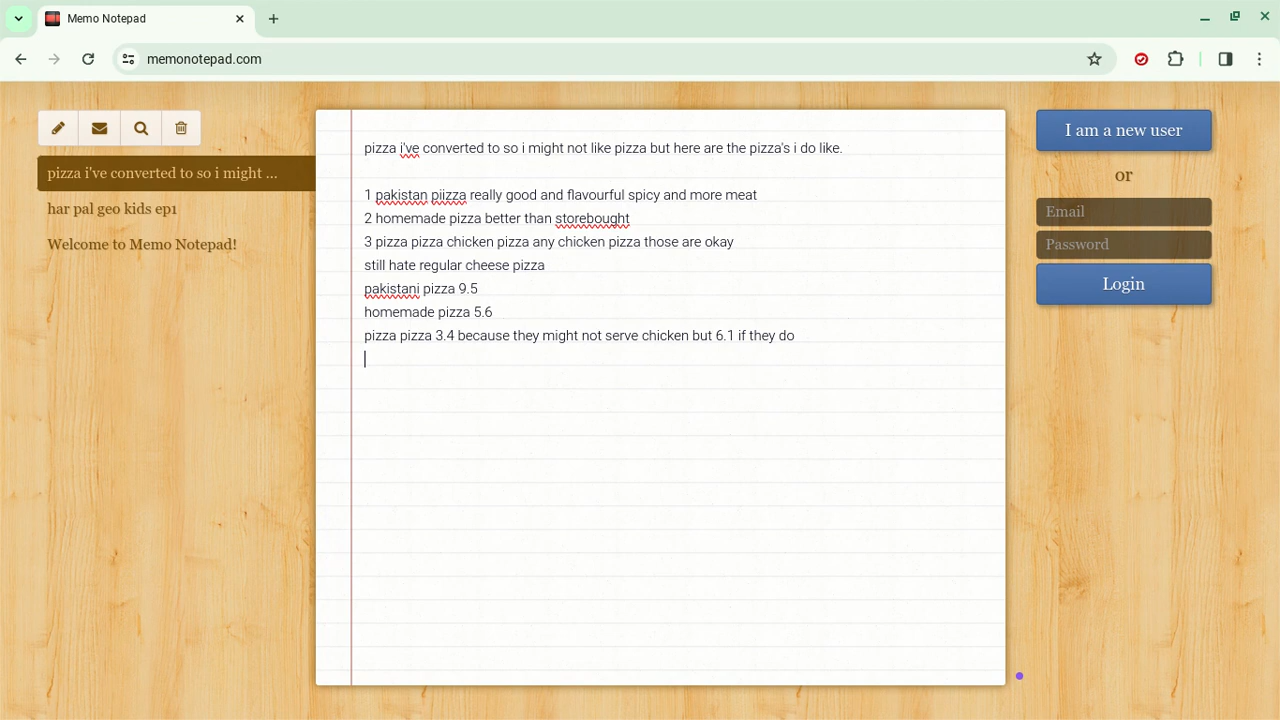 Memo Notepad
memonotepad.com
pizza i've converted to so i might ...
har pal geo kids ep1
Welcome to Memo Notepad!
pizza i've converted to so i might not like pizza but here are the pizza's i do like.
1 pakistan piizza really good and flavourful spicy and more meat
2 homemade pizza better than storebought
3 pizza pizza chicken pizza any chicken pizza those are okay
still hate regular cheese pizza
pakistani pizza 9.5
homemade pizza 5.6
pizza pizza 3.4 because they might not serve chicken but 6.1 if they do
I am a new user
or
Email
Password
Login